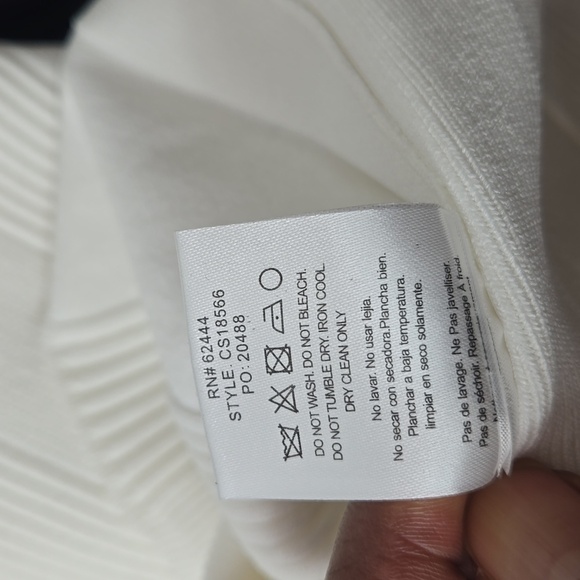 RN# 62444
STYLE. CS18566
PO: 20488
DO NOT WASH. DO NOT BLEACH.
DO NOT TUMBLE DRY. IRON COOL.
DRY CLEAN ONLY
No lavar. No usar lejia.
No secar con secadora.Plancha bien.
Planchar a baja temperatura.
limpiar en seco solamente.
Pas de lavage. Ne Pas javelliser.
Pas de séchoir. Repassage A froid